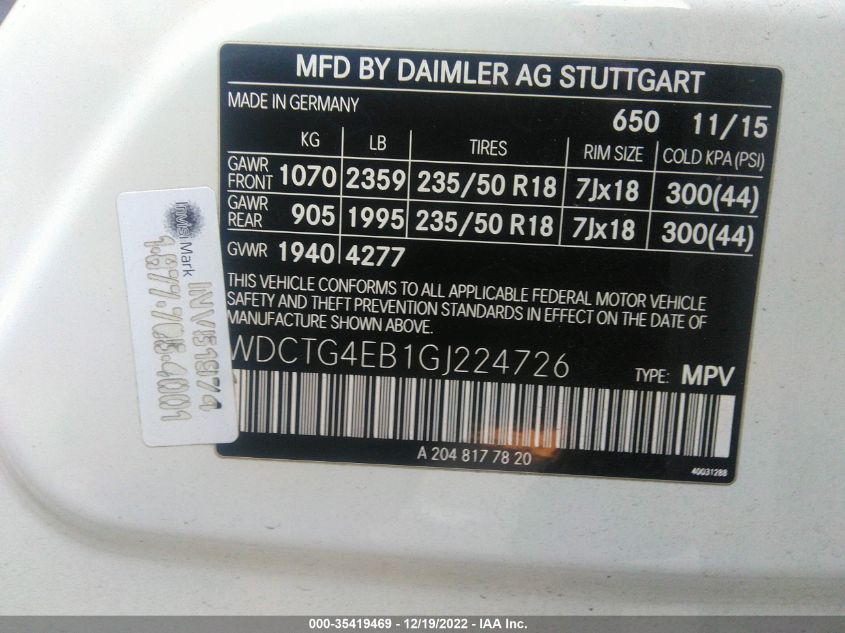 MFD BY DAIMLER AG STUTTGART
MADE IN GERMANY
650 11/15
KG LB TIRES RIM SIZE COLD KPA (PSI)
GAWR FRONT 1070 2359 235/50 R18 7Jx18 300(44)
GAWR REAR 905 1995 235/50 R18 7Jx18 300(44)
GVWR 1940 4277
THIS VEHICLE CONFORMS TO ALL APPLICABLE FEDERAL MOTOR VEHICLE
SAFETY AND THEFT PREVENTION STANDARDS IN EFFECT ON THE DATE OF
MANUFACTURE SHOWN ABOVE.
WDCTG4EB1GJ224726
TYPE: MPV
A 204 817 78 20
40031288
InvisiMark
000-35419469 - 12/19/2022 - IAA Inc.